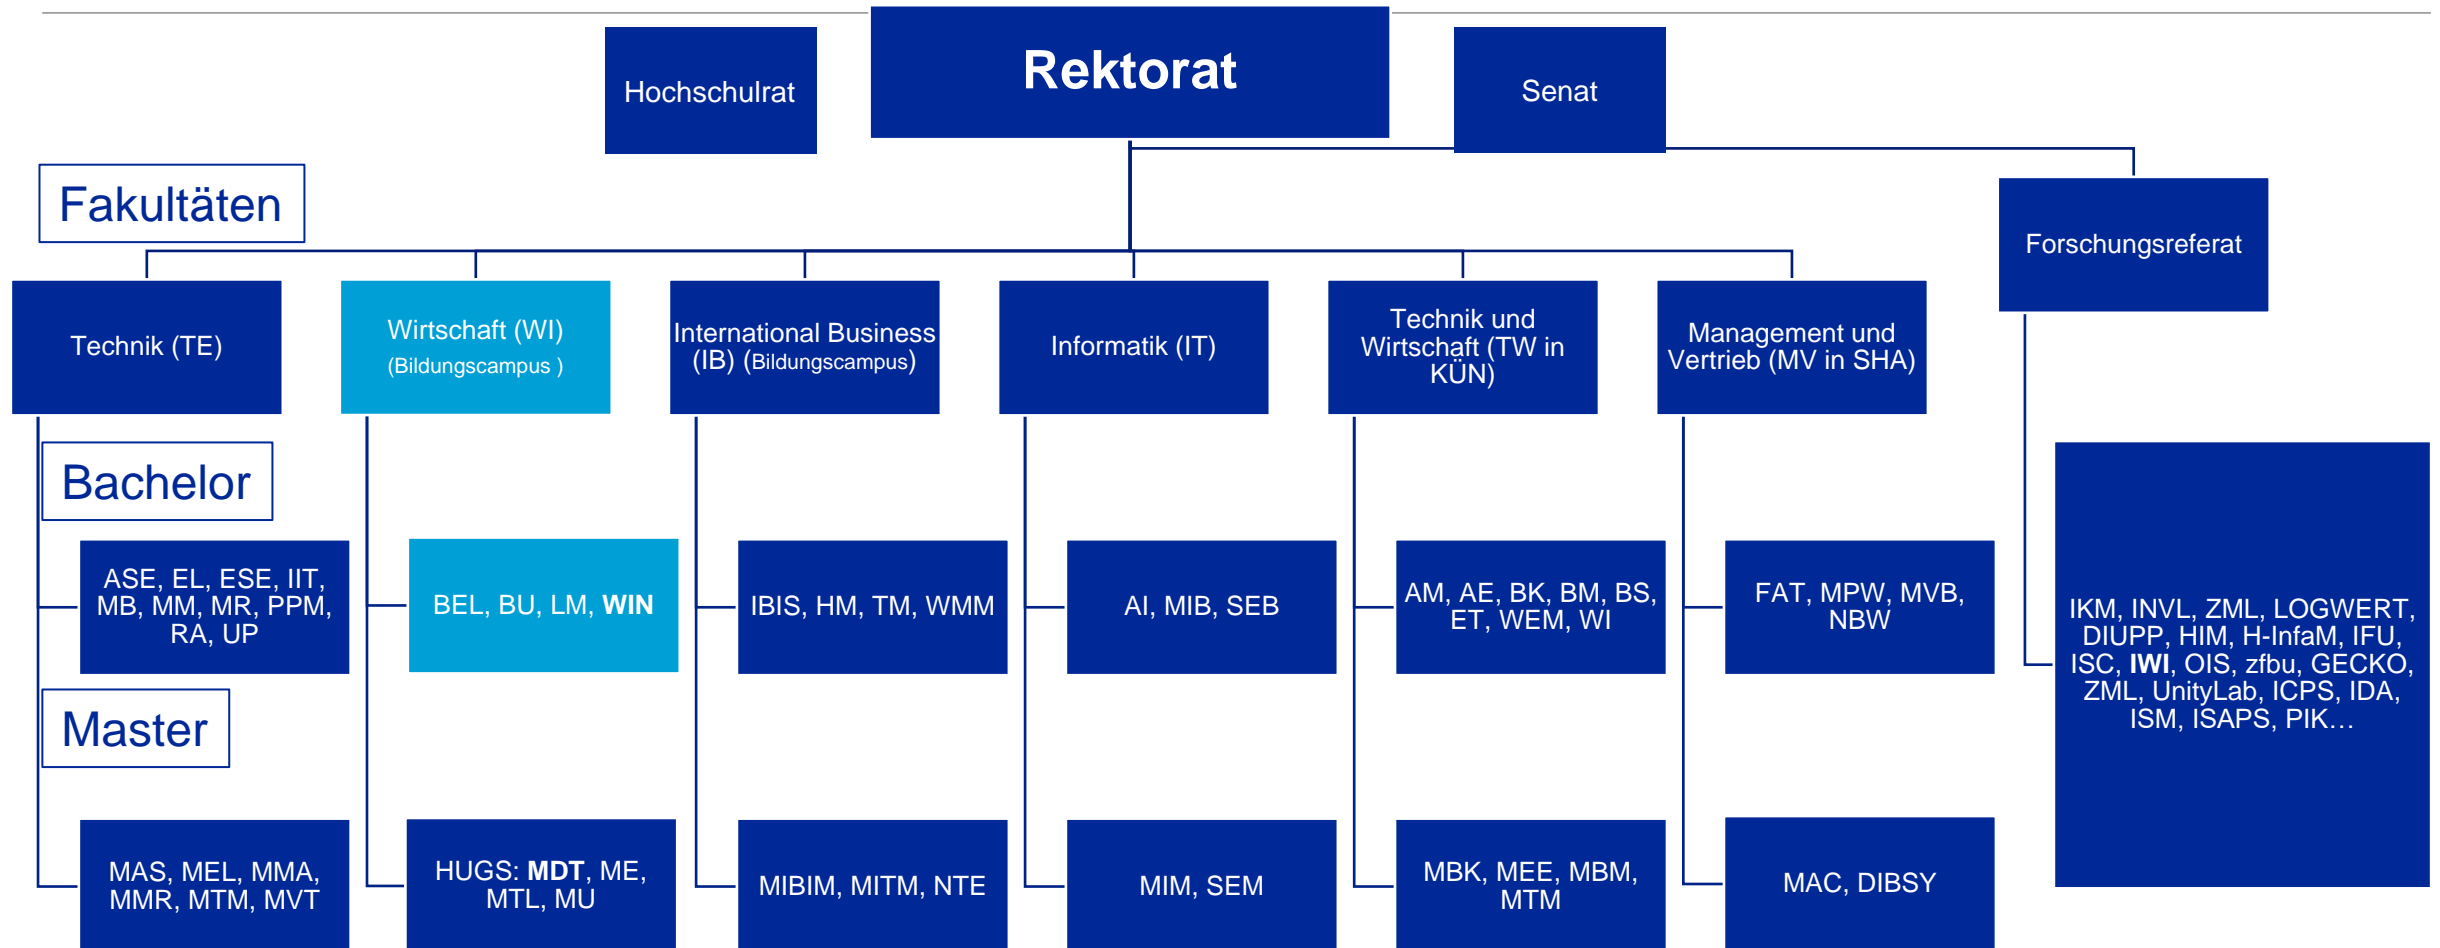 Rektorat
Hochschulrat
Senat
Fakultäten
Forschungsreferat
Technik (TE)
Wirtschaft (WI)
(Bildungscampus )
International Business
(IB) (Bildungscampus)
Informatik (IT)
Technik und
Wirtschaft (TW in
KÜN)
Management und
Vertrieb (MV in SHA)
Bachelor
ASE, EL, ESE, IIT,
MB, MM, MR, PPM,
RA, UP
BEL, BU, LM, WIN
IBIS, HM, TM, WMM
AI, MIB, SEB
AM, AE, BK, BM, BS,
ET, WEM, WI
FAT, MPW, MVB,
NBW
IKM, INVL, ZML, LOGWERT,
DIUPP, HIM, H-InfaM, IFU,
ISC, IWI, OIS, zfbu, GECKO,
ZML, UnityLab, ICPS, IDA,
ISM, ISAPS, PIK…
Master
MAS, MEL, MMA,
MMR, MTM, MVT
HUGS: MDT, ME,
MTL, MU
MIBIM, MITM, NTE
MIM, SEM
MBK, MEE, MBM,
MTM
MAC, DIBSY